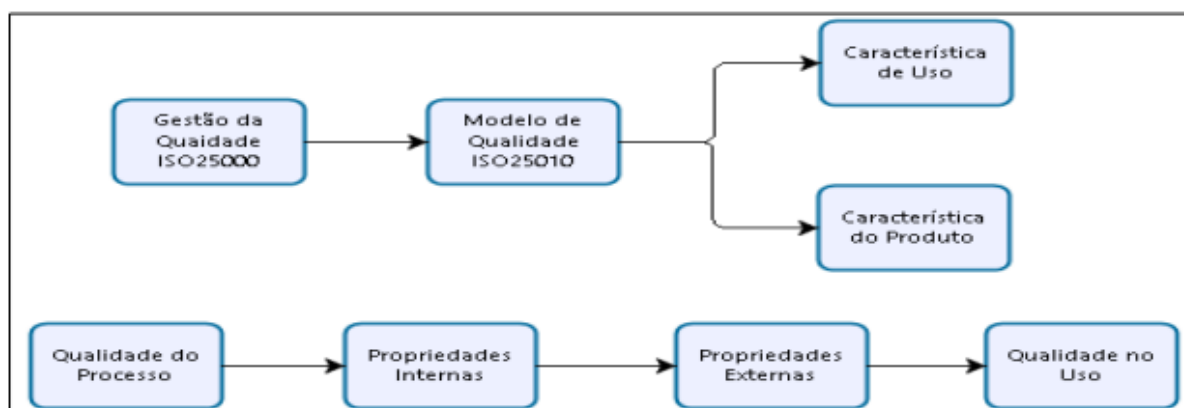 Característica
de Uso
Gestão da
Quaidade
ISO25000
Modelo de
Qualidade
ISO25010
Característica
do Produto
Qualidade do
Processo
Propriedades
Internas
Propriedades
Externas
Qualidade no
Uso